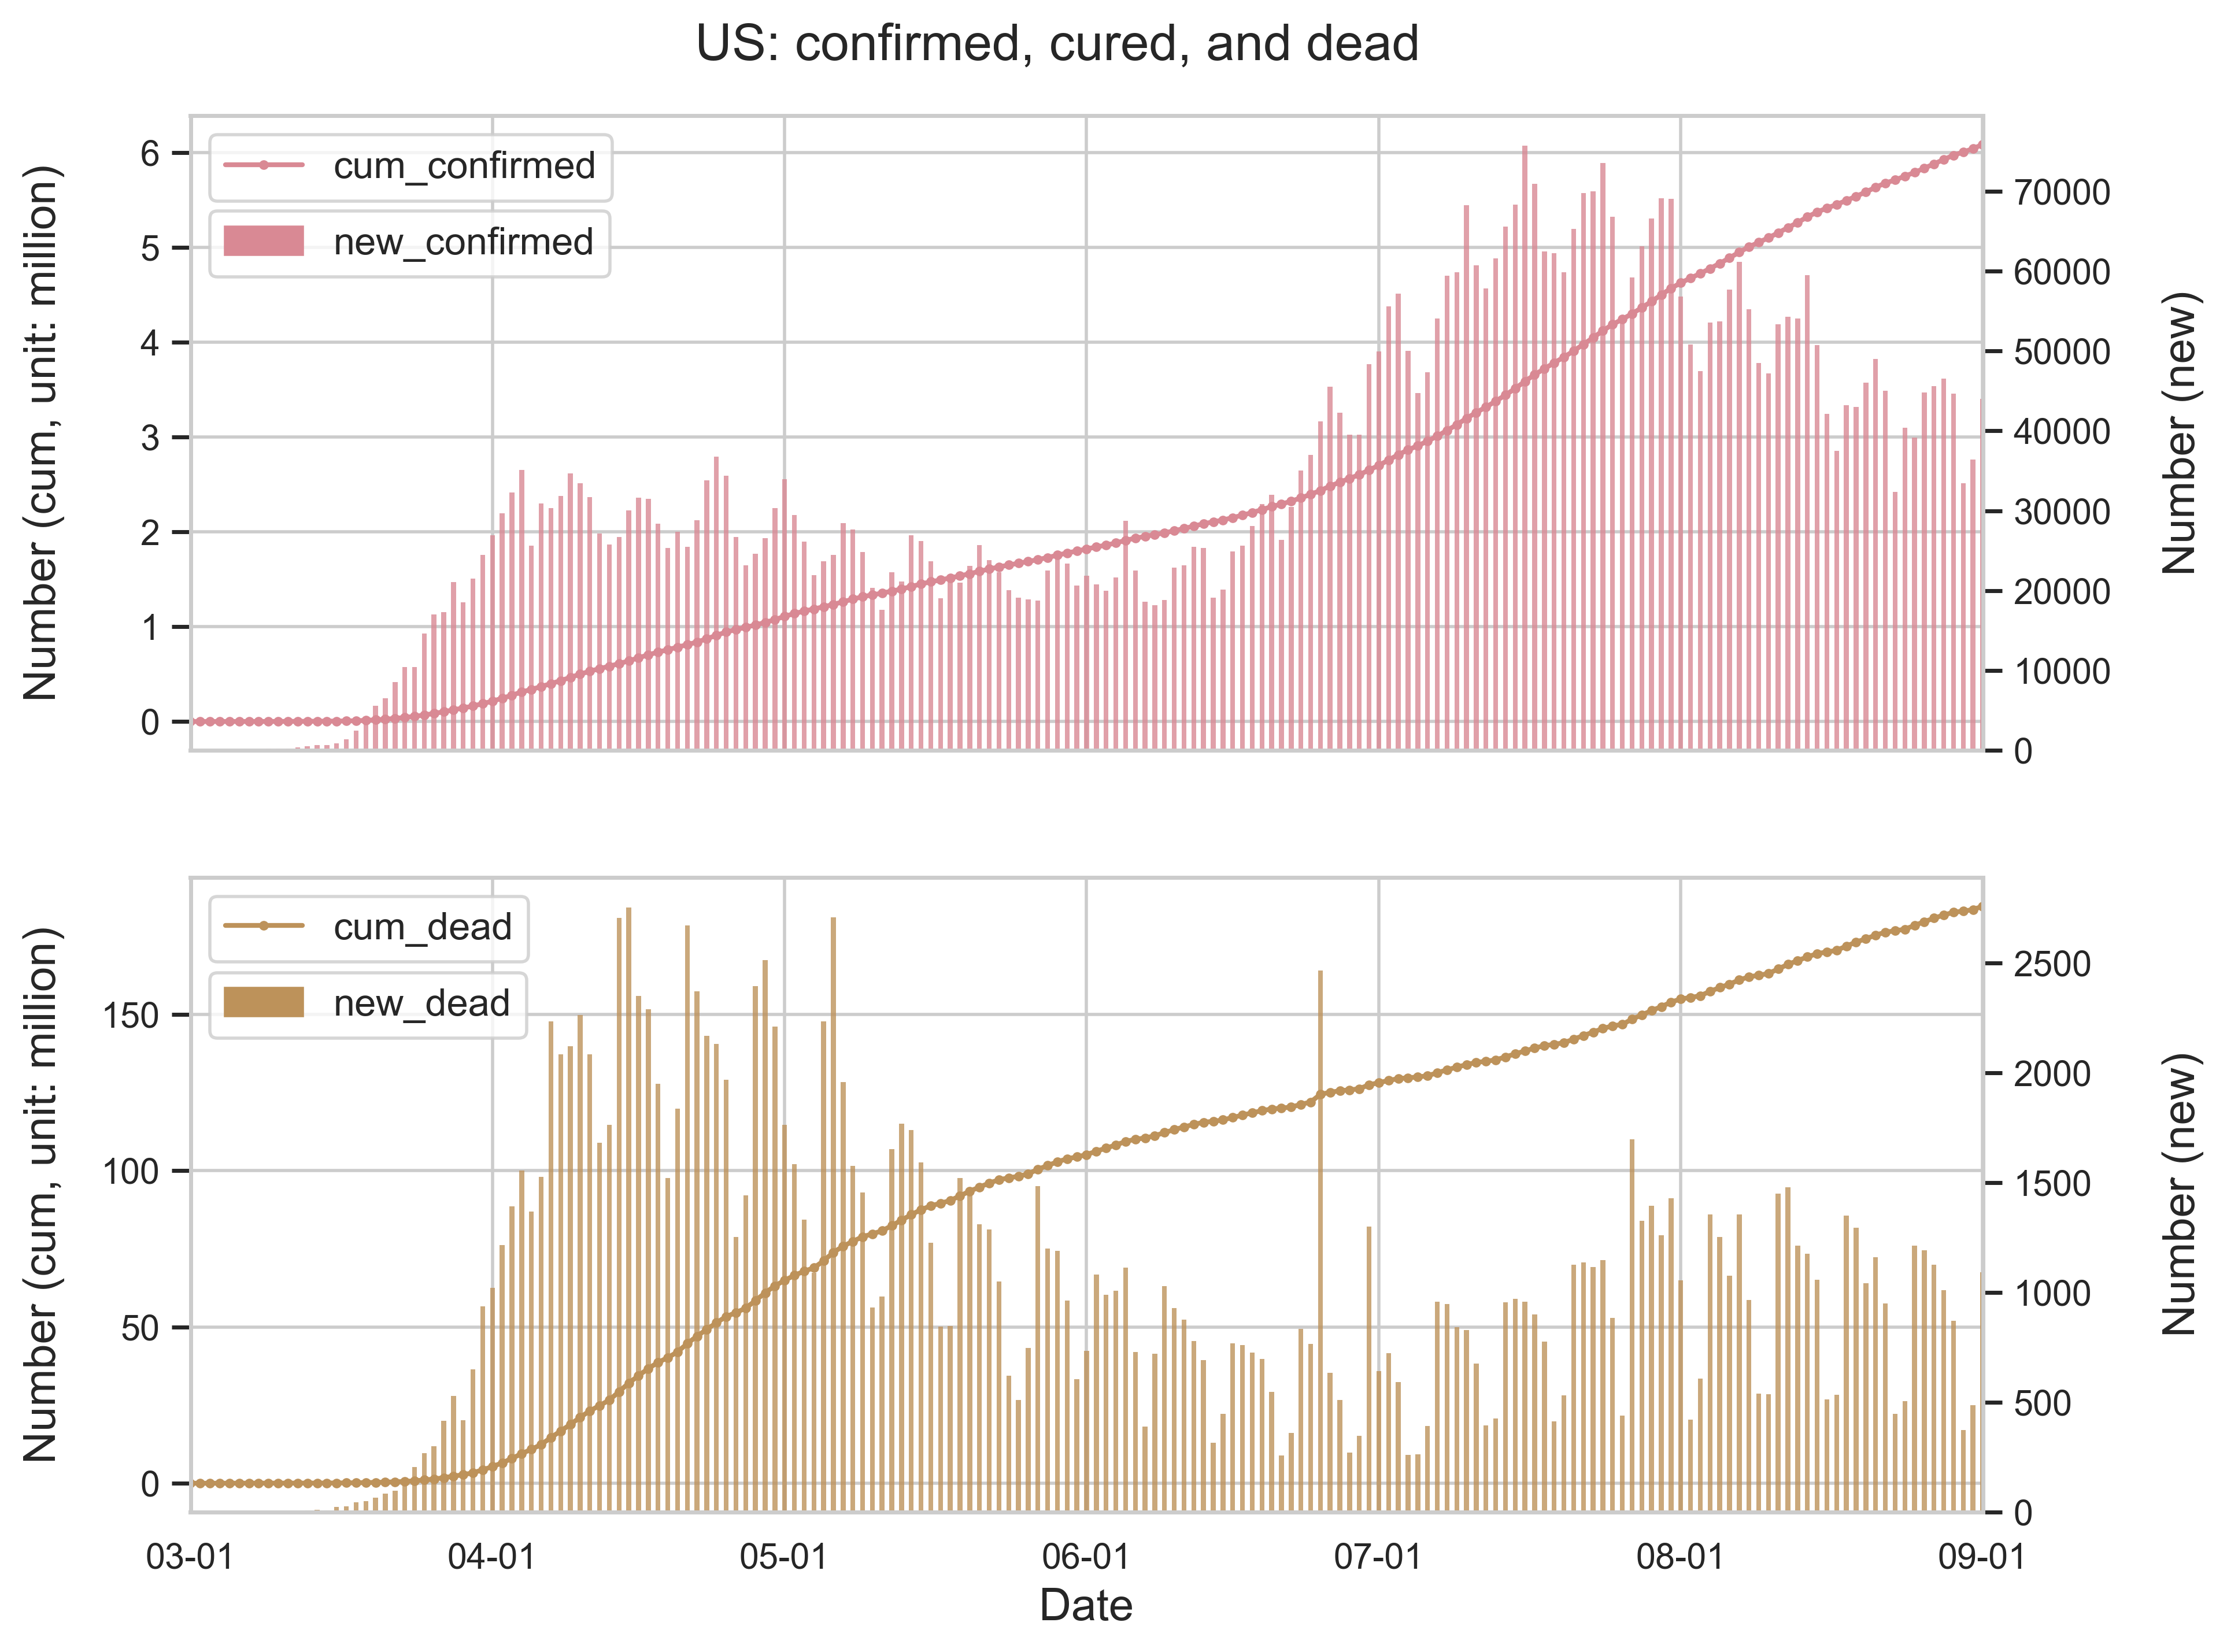 US: confirmed, cured, and dead
Number (cum, unit: million)
6
5
4
3
2
1
0
cum_confirmed
new_confirmed
70000
60000
50000
40000
30000
20000
10000
0
Number (new)
Number (cum, unit: million)
150
100
50
0
cum_dead
new_dead
2500
2000
1500
1000
500
0
Number (new)
03-01 04-01 05-01 06-01 07-01 08-01 09-01
Date